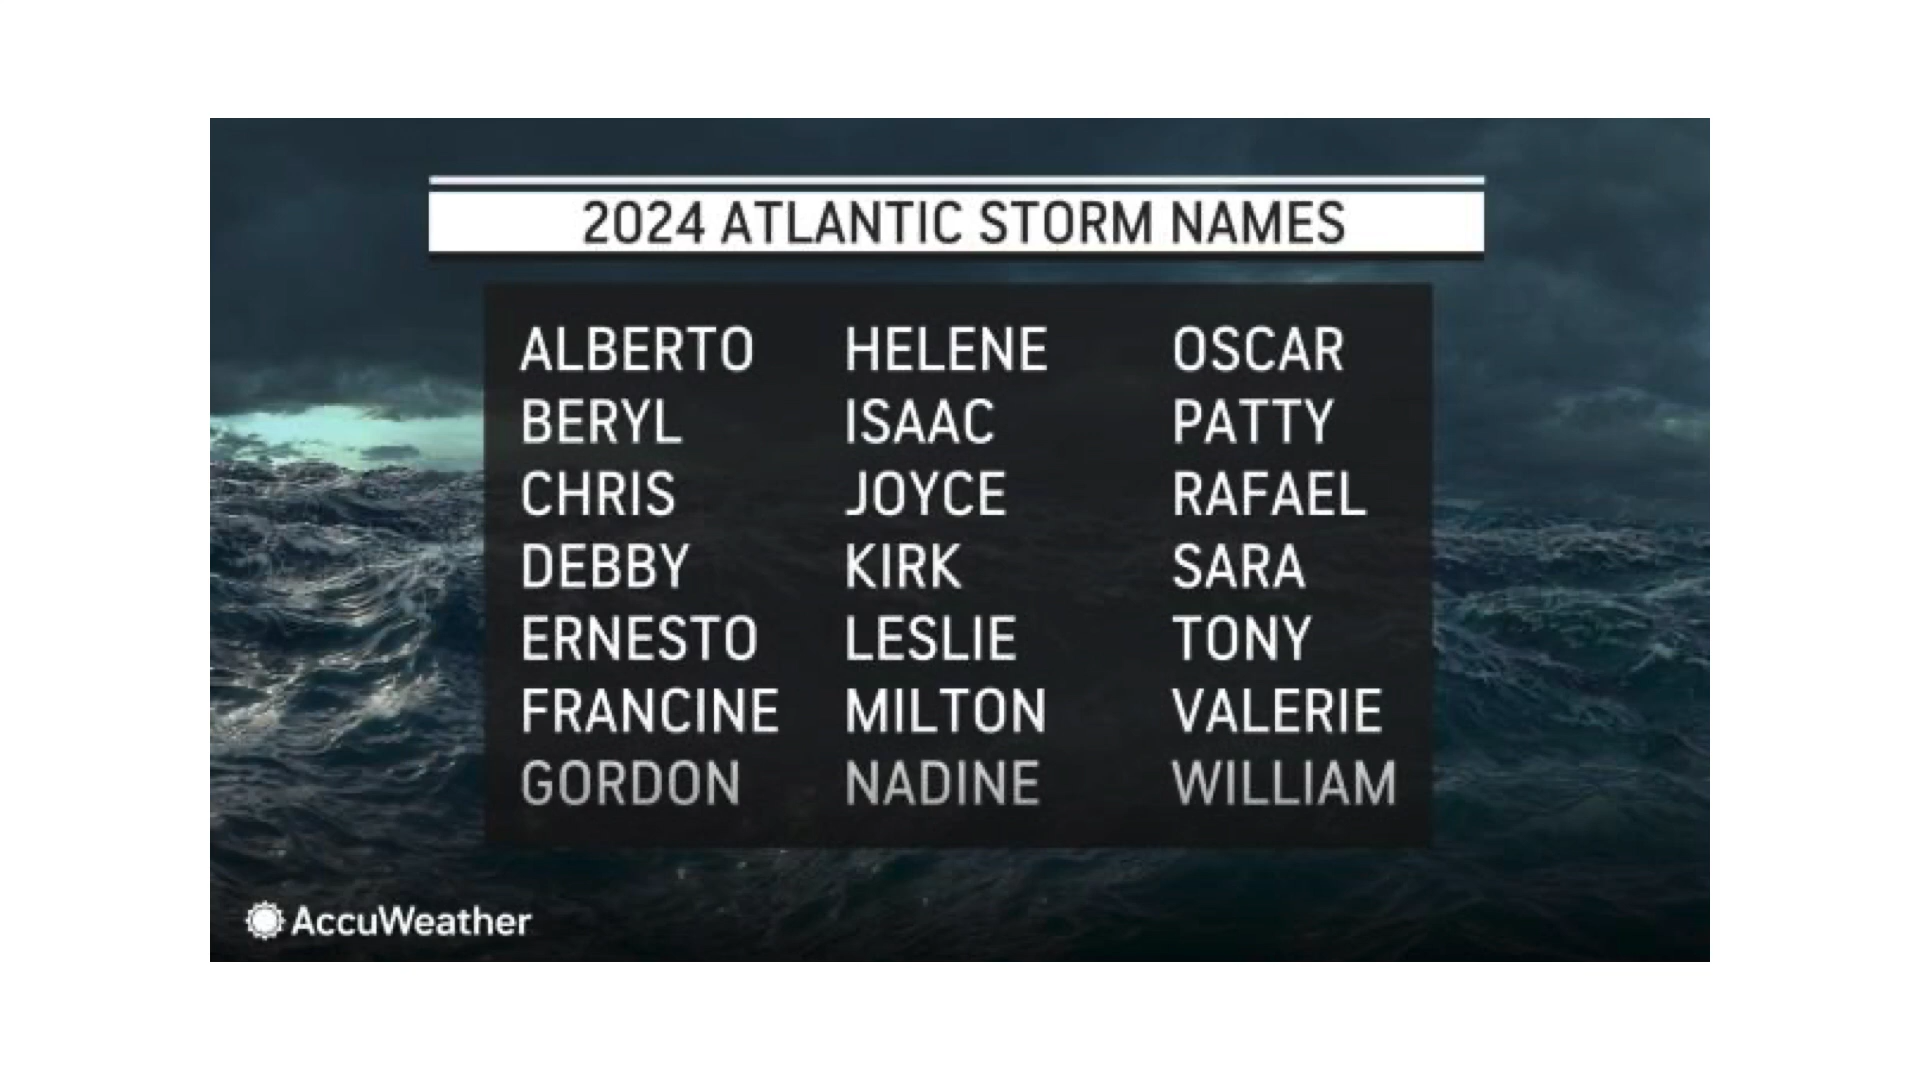 2024 ATLANTIC STORM NAMES
ALBERTO
BERYL
CHRIS
DEBBY
ERNESTO
FRANCINE
GORDON
HELENE
ISAAC
JOYCE
KIRK
LESLIE
MILTON
NADINE
OSCAR
PATTY
RAFAEL
SARA
TONY
VALERIE
WILLIAM
AccuWeather